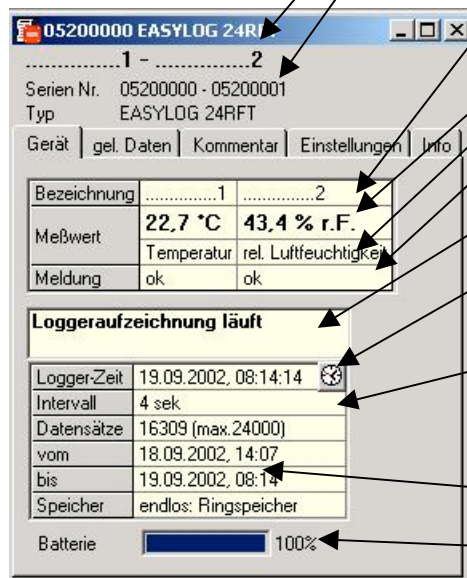 05200000 EASYLOG 24RFT
..............1 - ..............2
Serien Nr. 05200000 - 05200001
Typ EASYLOG 24RFT
Gerät gel. Daten Kommentar Einstellungen Info
Bezeichnung ..............1 ..............2
Meßwert 22,7 °C 43,4 % r.F.
Temperatur rel. Luftfeuchtigkeit
Meldung ok ok
Loggeraufzeichnung läuft
Logger-Zeit 19.09.2002, 08:14:14
Intervall 4 sek
Datensätze 16309 (max.24000)
vom 18.09.2002, 14:07
bis 19.09.2002, 08:14
Speicher endlos: Ringspeicher
Batterie 100%